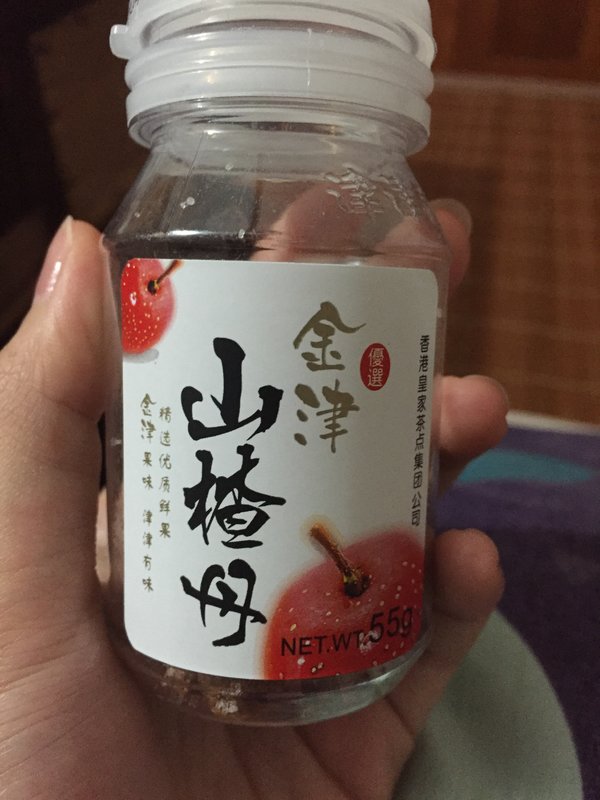 香港皇家茶点集团公司
優選
金津
山楂丹
精选优质鲜果
金津果味 津津有味
NET.WT.55g